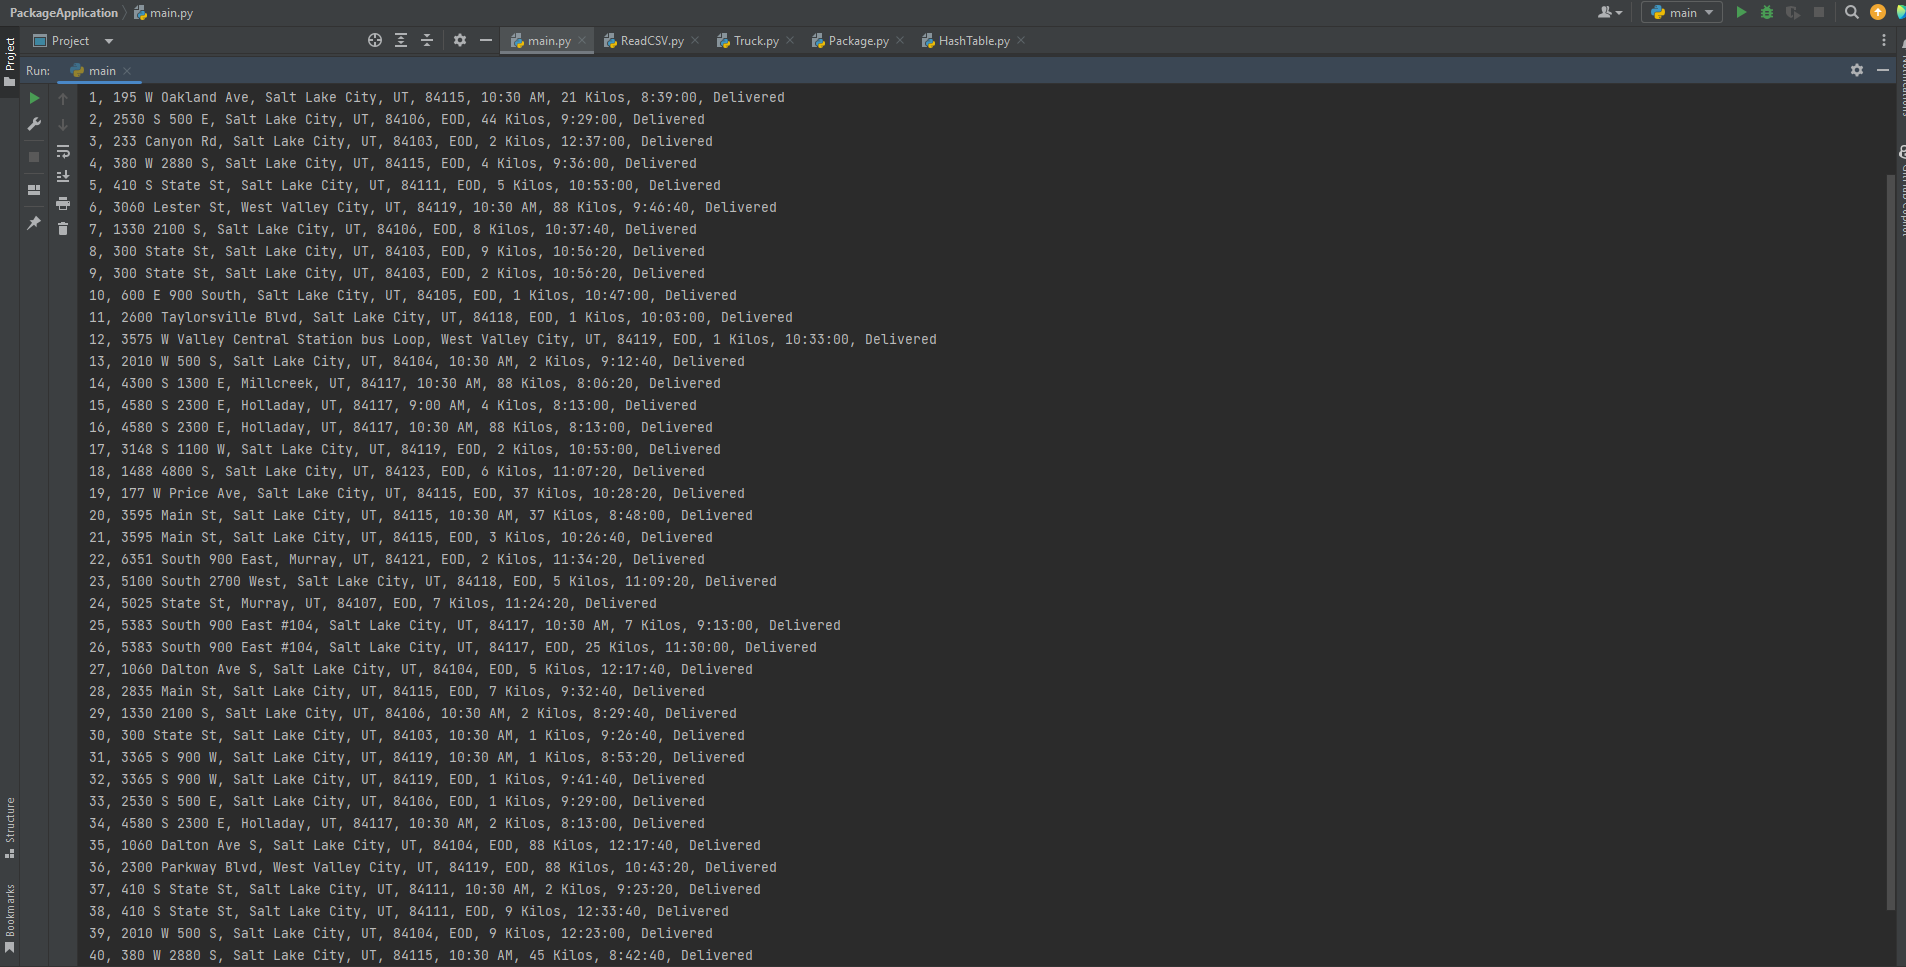 PackageApplication main.py
main
Project
main.py ReadCSV.py Truck.py Package.py HashTable.py
Run: main
1, 195 W Oakland Ave, Salt Lake City, UT, 84115, 10:30 AM, 21 Kilos, 8:39:00, Delivered
2, 2530 S 500 E, Salt Lake City, UT, 84106, EOD, 44 Kilos, 9:29:00, Delivered
3, 233 Canyon Rd, Salt Lake City, UT, 84103, EOD, 2 Kilos, 12:37:00, Delivered
4, 380 W 2880 S, Salt Lake City, UT, 84115, EOD, 4 Kilos, 9:36:00, Delivered
5, 410 S State St, Salt Lake City, UT, 84111, EOD, 5 Kilos, 10:53:00, Delivered
6, 3060 Lester St, West Valley City, UT, 84119, 10:30 AM, 88 Kilos, 9:46:40, Delivered
7, 1330 2100 S, Salt Lake City, UT, 84106, EOD, 8 Kilos, 10:37:40, Delivered
8, 300 State St, Salt Lake City, UT, 84103, EOD, 9 Kilos, 10:56:20, Delivered
9, 300 State St, Salt Lake City, UT, 84103, EOD, 2 Kilos, 10:56:20, Delivered
10, 600 E 900 South, Salt Lake City, UT, 84105, EOD, 1 Kilos, 10:47:00, Delivered
11, 2600 Taylorsville Blvd, Salt Lake City, UT, 84118, EOD, 1 Kilos, 10:03:00, Delivered
12, 3575 W Valley Central Station bus Loop, West Valley City, UT, 84119, EOD, 1 Kilos, 10:33:00, Delivered
13, 2010 W 500 S, Salt Lake City, UT, 84104, 10:30 AM, 2 Kilos, 9:12:40, Delivered
14, 4300 S 1300 E, Millcreek, UT, 84117, 10:30 AM, 88 Kilos, 8:06:20, Delivered
15, 4580 S 2300 E, Holladay, UT, 84117, 9:00 AM, 4 Kilos, 8:13:00, Delivered
16, 4580 S 2300 E, Holladay, UT, 84117, 10:30 AM, 88 Kilos, 8:13:00, Delivered
17, 3148 S 1100 W, Salt Lake City, UT, 84119, EOD, 2 Kilos, 10:53:00, Delivered
18, 1488 4800 S, Salt Lake City, UT, 84123, EOD, 6 Kilos, 11:07:20, Delivered
19, 177 W Price Ave, Salt Lake City, UT, 84115, EOD, 37 Kilos, 10:28:20, Delivered
20, 3595 Main St, Salt Lake City, UT, 84115, 10:30 AM, 37 Kilos, 8:48:00, Delivered
21, 3595 Main St, Salt Lake City, UT, 84115, EOD, 3 Kilos, 10:26:40, Delivered
22, 6351 South 900 East, Murray, UT, 84121, EOD, 2 Kilos, 11:34:20, Delivered
23, 5100 South 2700 West, Salt Lake City, UT, 84118, EOD, 5 Kilos, 11:09:20, Delivered
24, 5025 State St, Murray, UT, 84107, EOD, 7 Kilos, 11:24:20, Delivered
25, 5383 South 900 East #104, Salt Lake City, UT, 84117, 10:30 AM, 7 Kilos, 9:13:00, Delivered
26, 5383 South 900 East #104, Salt Lake City, UT, 84117, EOD, 25 Kilos, 11:30:00, Delivered
27, 1060 Dalton Ave S, Salt Lake City, UT, 84104, EOD, 5 Kilos, 12:17:40, Delivered
28, 2835 Main St, Salt Lake City, UT, 84115, EOD, 7 Kilos, 9:32:40, Delivered
29, 1330 2100 S, Salt Lake City, UT, 84106, 10:30 AM, 2 Kilos, 8:29:40, Delivered
30, 300 State St, Salt Lake City, UT, 84103, 10:30 AM, 1 Kilos, 9:26:40, Delivered
31, 3365 S 900 W, Salt Lake City, UT, 84119, 10:30 AM, 1 Kilos, 8:53:20, Delivered
32, 3365 S 900 W, Salt Lake City, UT, 84119, EOD, 1 Kilos, 9:41:40, Delivered
33, 2530 S 500 E, Salt Lake City, UT, 84106, EOD, 1 Kilos, 9:29:00, Delivered
34, 4580 S 2300 E, Holladay, UT, 84117, 10:30 AM, 2 Kilos, 8:13:00, Delivered
35, 1060 Dalton Ave S, Salt Lake City, UT, 84104, EOD, 88 Kilos, 12:17:40, Delivered
36, 2300 Parkway Blvd, West Valley City, UT, 84119, EOD, 88 Kilos, 10:43:20, Delivered
37, 410 S State St, Salt Lake City, UT, 84111, 10:30 AM, 2 Kilos, 9:23:20, Delivered
38, 410 S State St, Salt Lake City, UT, 84111, EOD, 9 Kilos, 12:33:40, Delivered
39, 2010 W 500 S, Salt Lake City, UT, 84104, EOD, 9 Kilos, 12:23:00, Delivered
40, 380 W 2880 S, Salt Lake City, UT, 84115, 10:30 AM, 45 Kilos, 8:42:40, Delivered
Project
Structure
Bookmarks